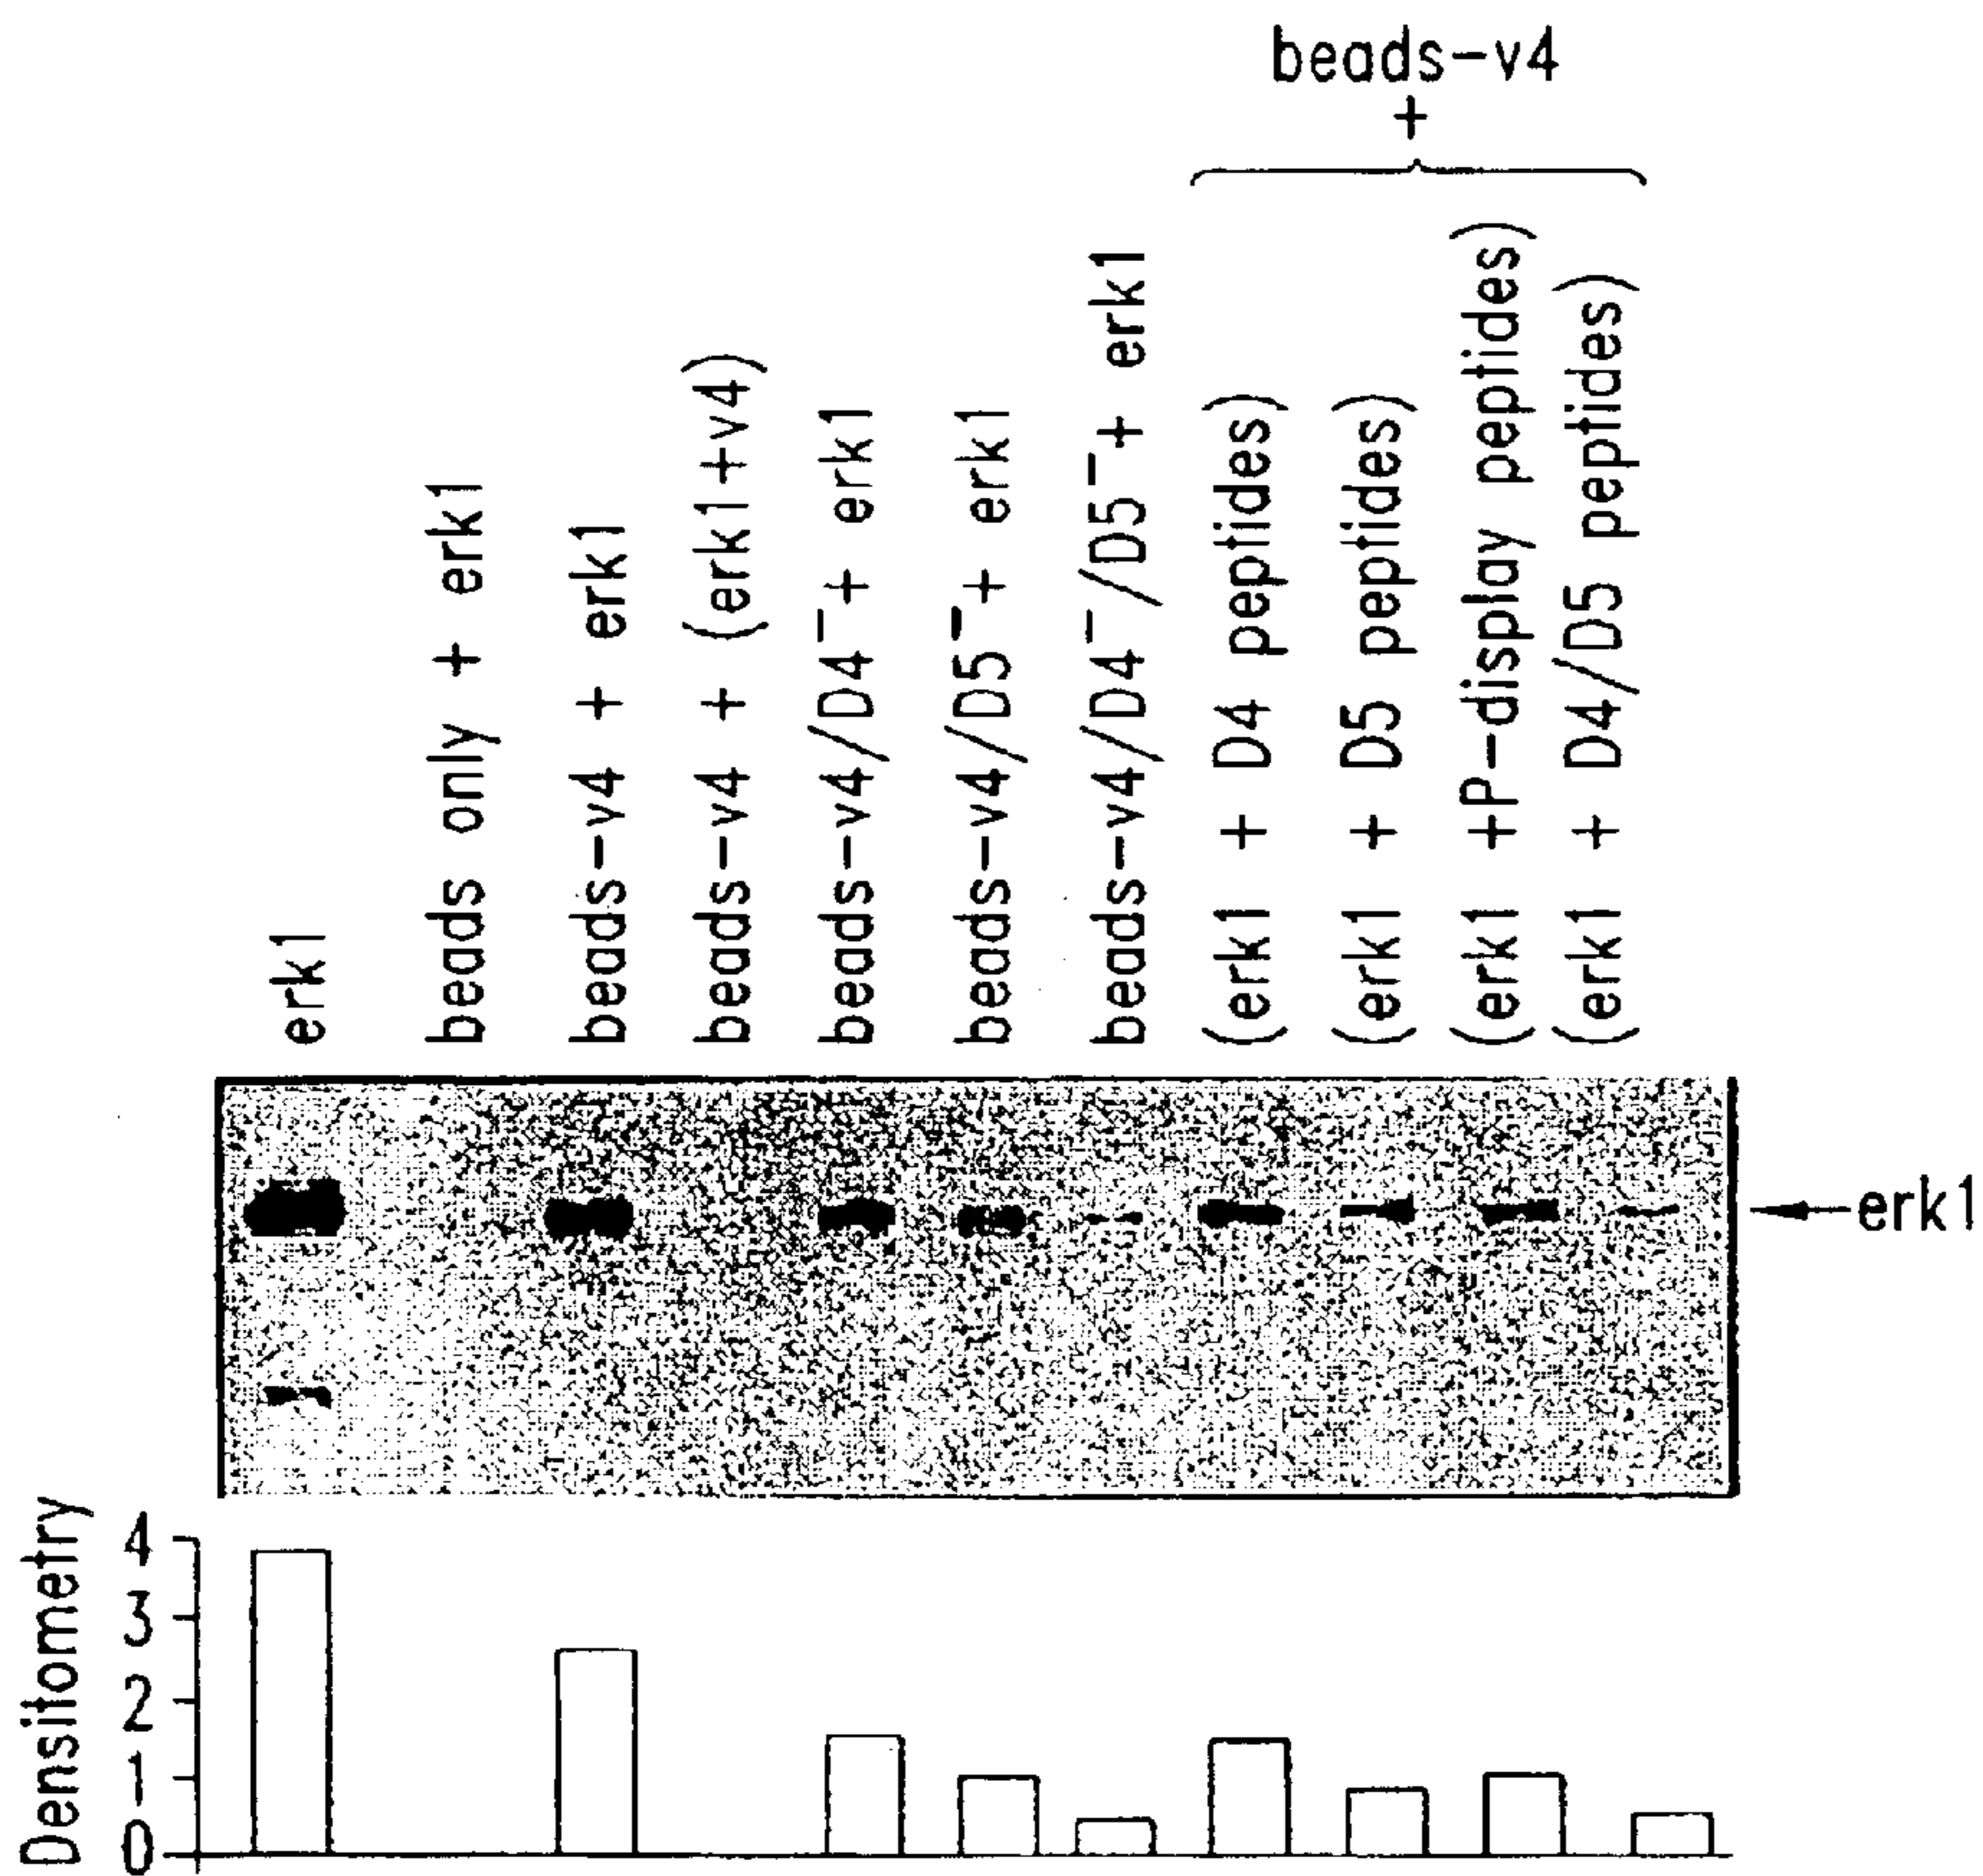 beads-v4
+
erk1
beads only + erk1
beads-v4 + erk1
beads-v4 + (erk1++v4)
beads-v4/D4⁻+ erk1
beads-v4/D5⁻+ erk1
beads-v4/D4⁻/D5⁻+ erk1
(erk1 + D4 peptides)
(erk1 + D5 peptides)
(erk1 +P-display peptides)
(erk1 + D4/D5 peptides)
erk1
Densitometry
4
3
2
1
0